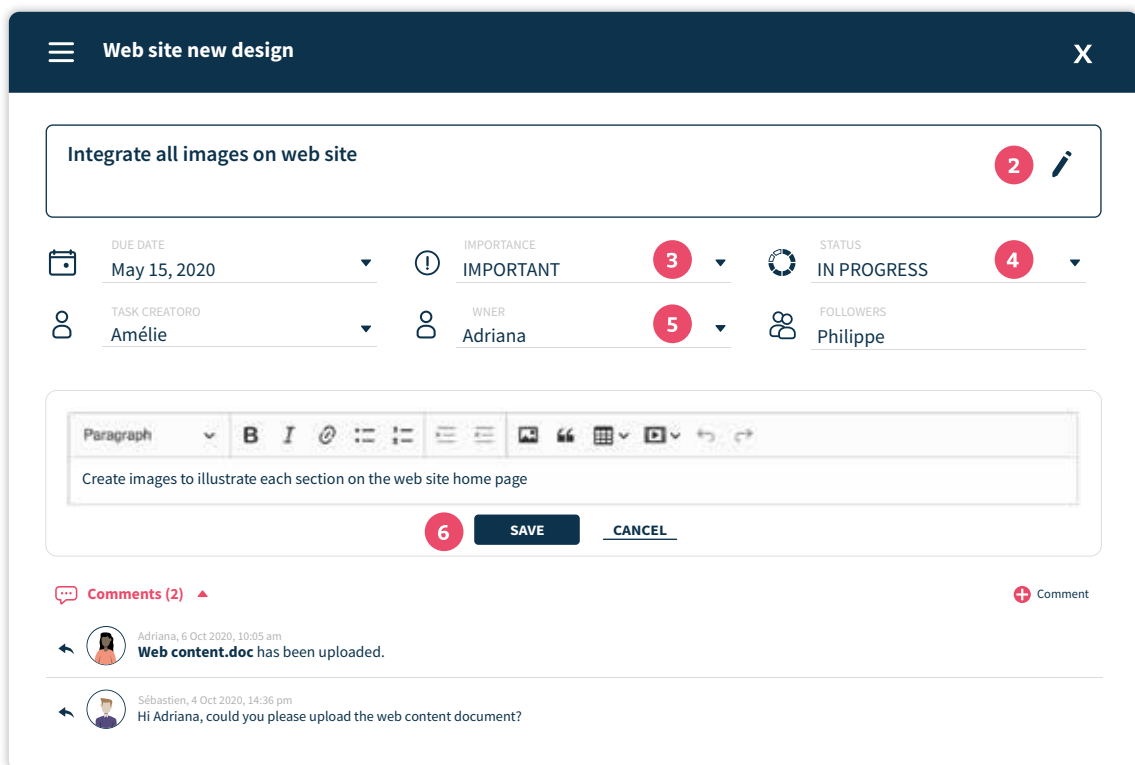 Web site new design
X
Integrate all images on web site
2
DUE DATE
May 15, 2020
IMPORTANCE
IMPORTANT
3
STATUS
IN PROGRESS
4
TASK CREATORO
Amélie
WNER
Adriana
5
FOLLOWERS
Philippe
Paragraph B I
Create images to illustrate each section on the web site home page
6
SAVE
CANCEL
Comments (2)
Comment
Adriana, 6 Oct 2020, 10:05 am
Web content.doc has been uploaded.
Sébastien, 4 Oct 2020, 14:36 pm
Hi Adriana, could you please upload the web content document?